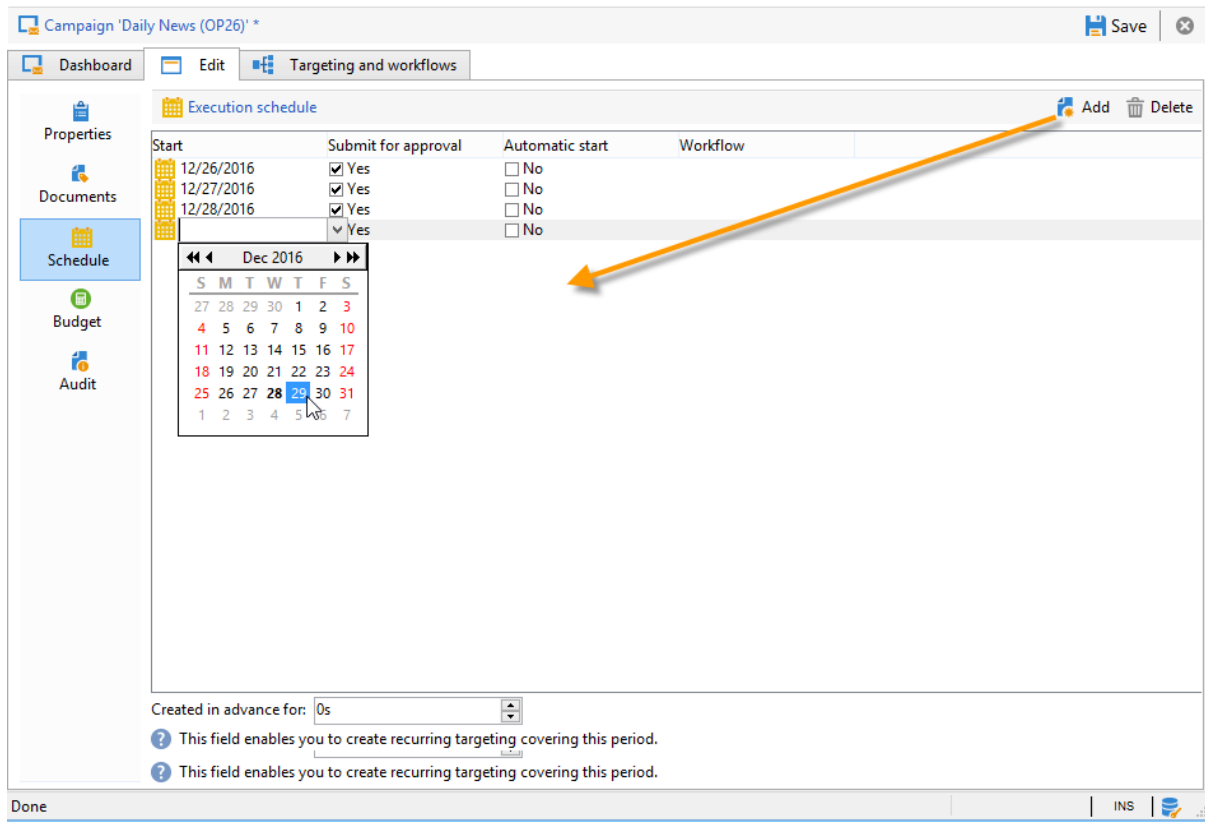 Campaign 'Daily News (OP26)' * Save
Dashboard Edit Targeting and workflows
Properties
Documents
Schedule
Budget
Audit
Execution schedule Add Delete
Start Submit for approval Automatic start Workflow
12/26/2016 Yes No
12/27/2016 Yes No
12/28/2016 Yes No
Yes No
Dec 2016
S M T W T F S
27 28 29 30 1 2 3
4 5 6 7 8 9 10
11 12 13 14 15 16 17
18 19 20 21 22 23 24
25 26 27 28 29 30 31
1 2 3 4 5 6 7
Created in advance for: 0s
This field enables you to create recurring targeting covering this period.
This field enables you to create recurring targeting covering this period.
Done INS